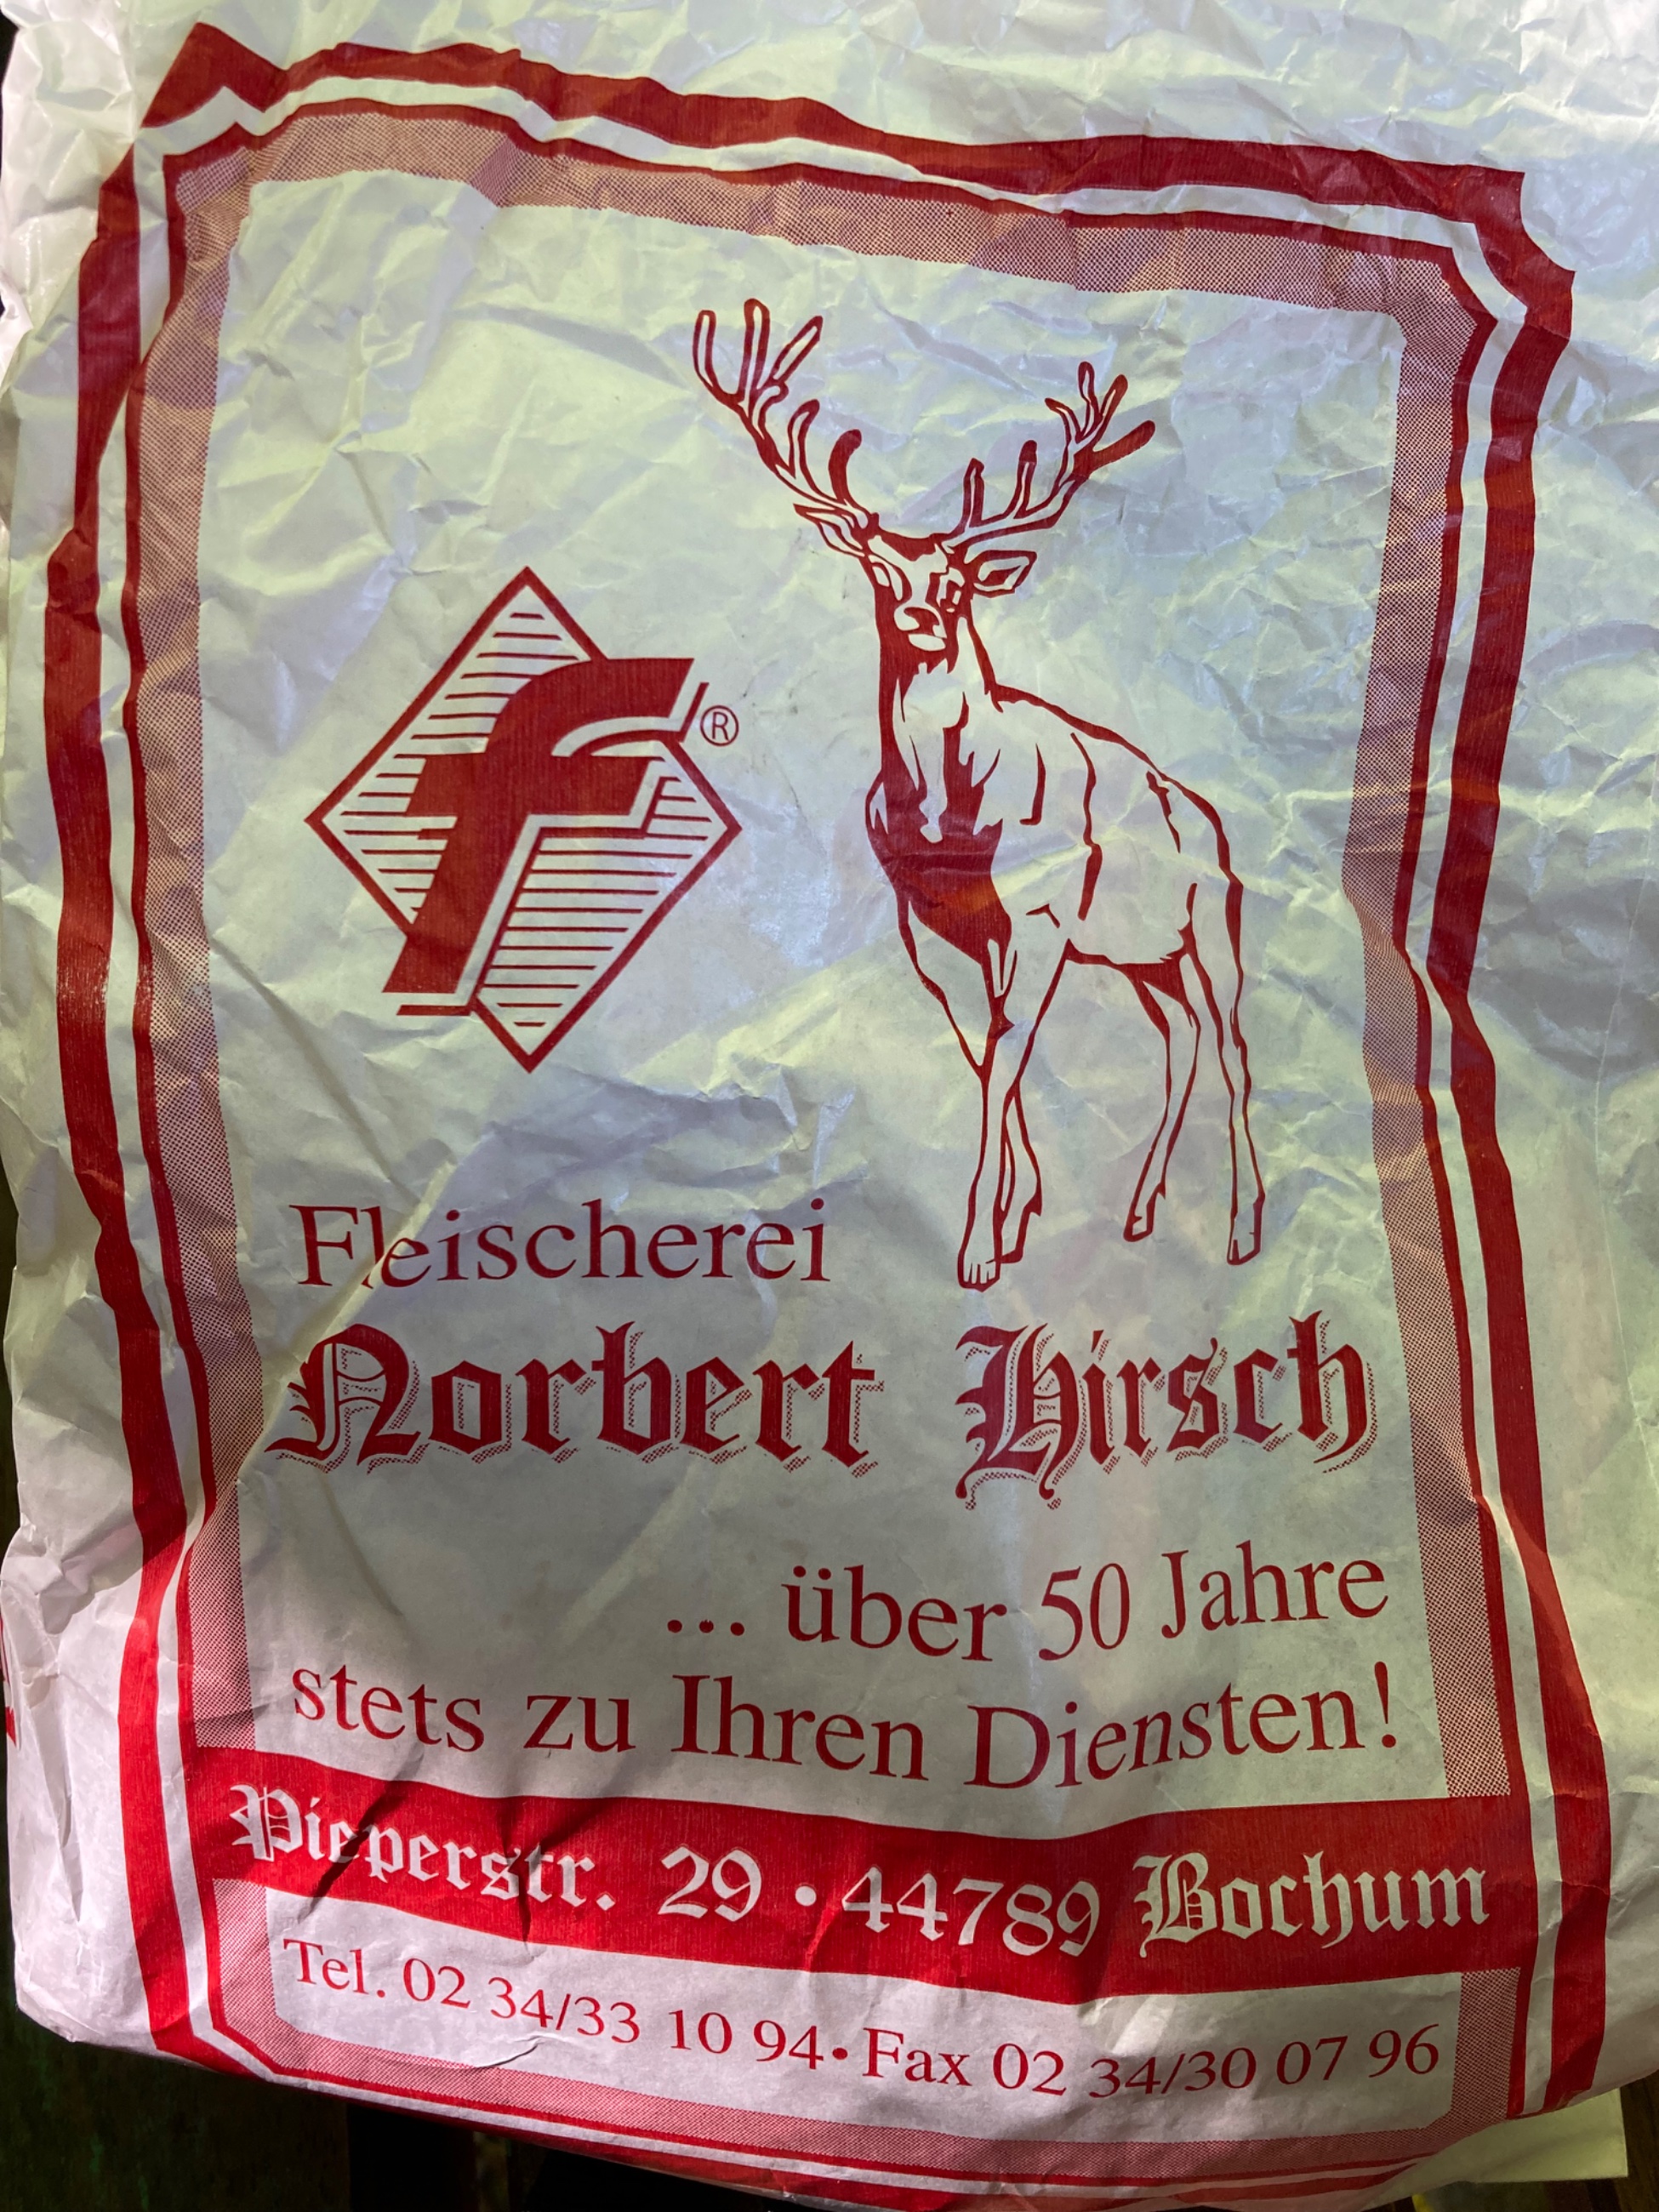 f®
Fleischerei
Norbert Hirsch
... über 50 Jahre
stets zu Ihren Diensten!
Pieperstr. 29 • 44789 Bochum
Tel. 02 34/33 10 94 • Fax 02 34/30 07 96